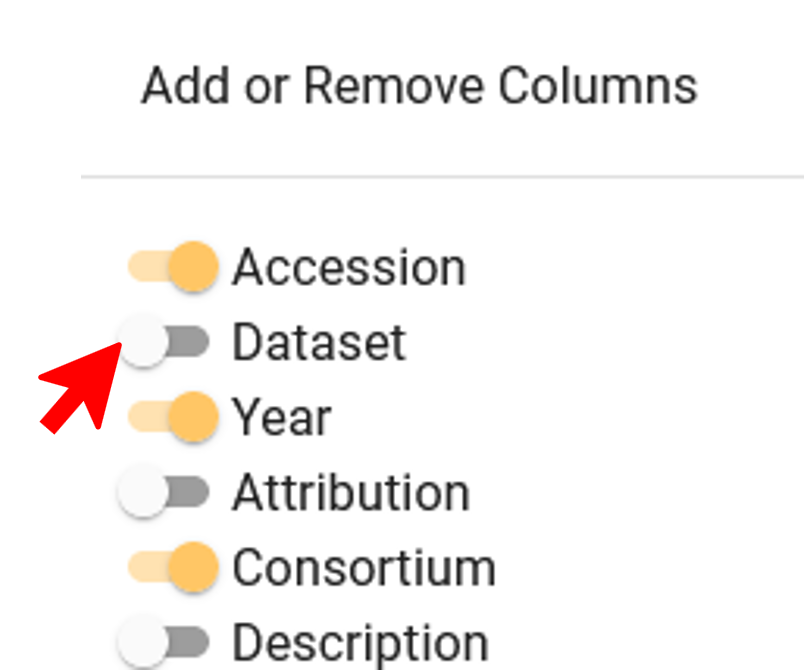 Add or Remove Columns
Accession
Dataset
Year
Attribution
Consortium
Description